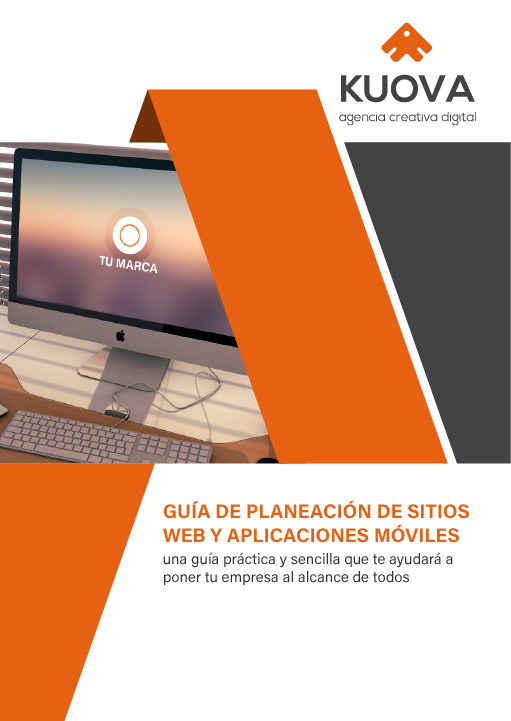 KUOVA
agencia creativa digital
TU MARCA
GUÍA DE PLANEACIÓN DE SITIOS
WEB Y APLICACIONES MÓVILES
una guía práctica y sencilla que te ayudará a
poner tu empresa al alcance de todos